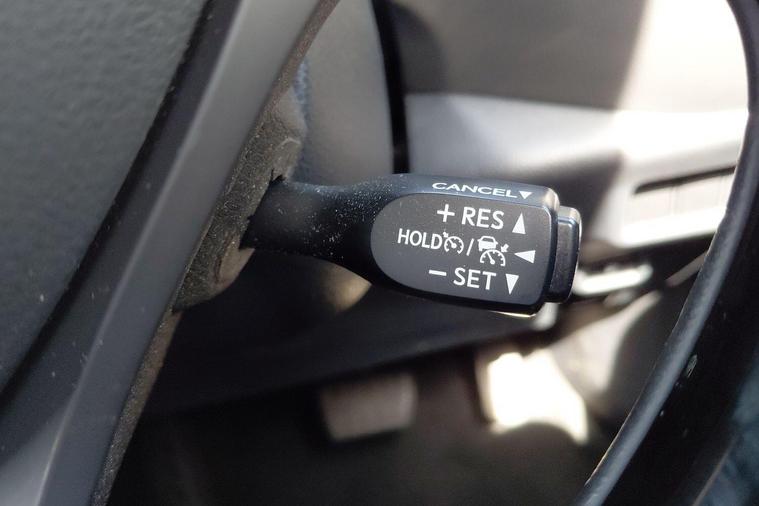 CANCEL▼
+ RES ▲
HOLD / ◀
− SET ▼